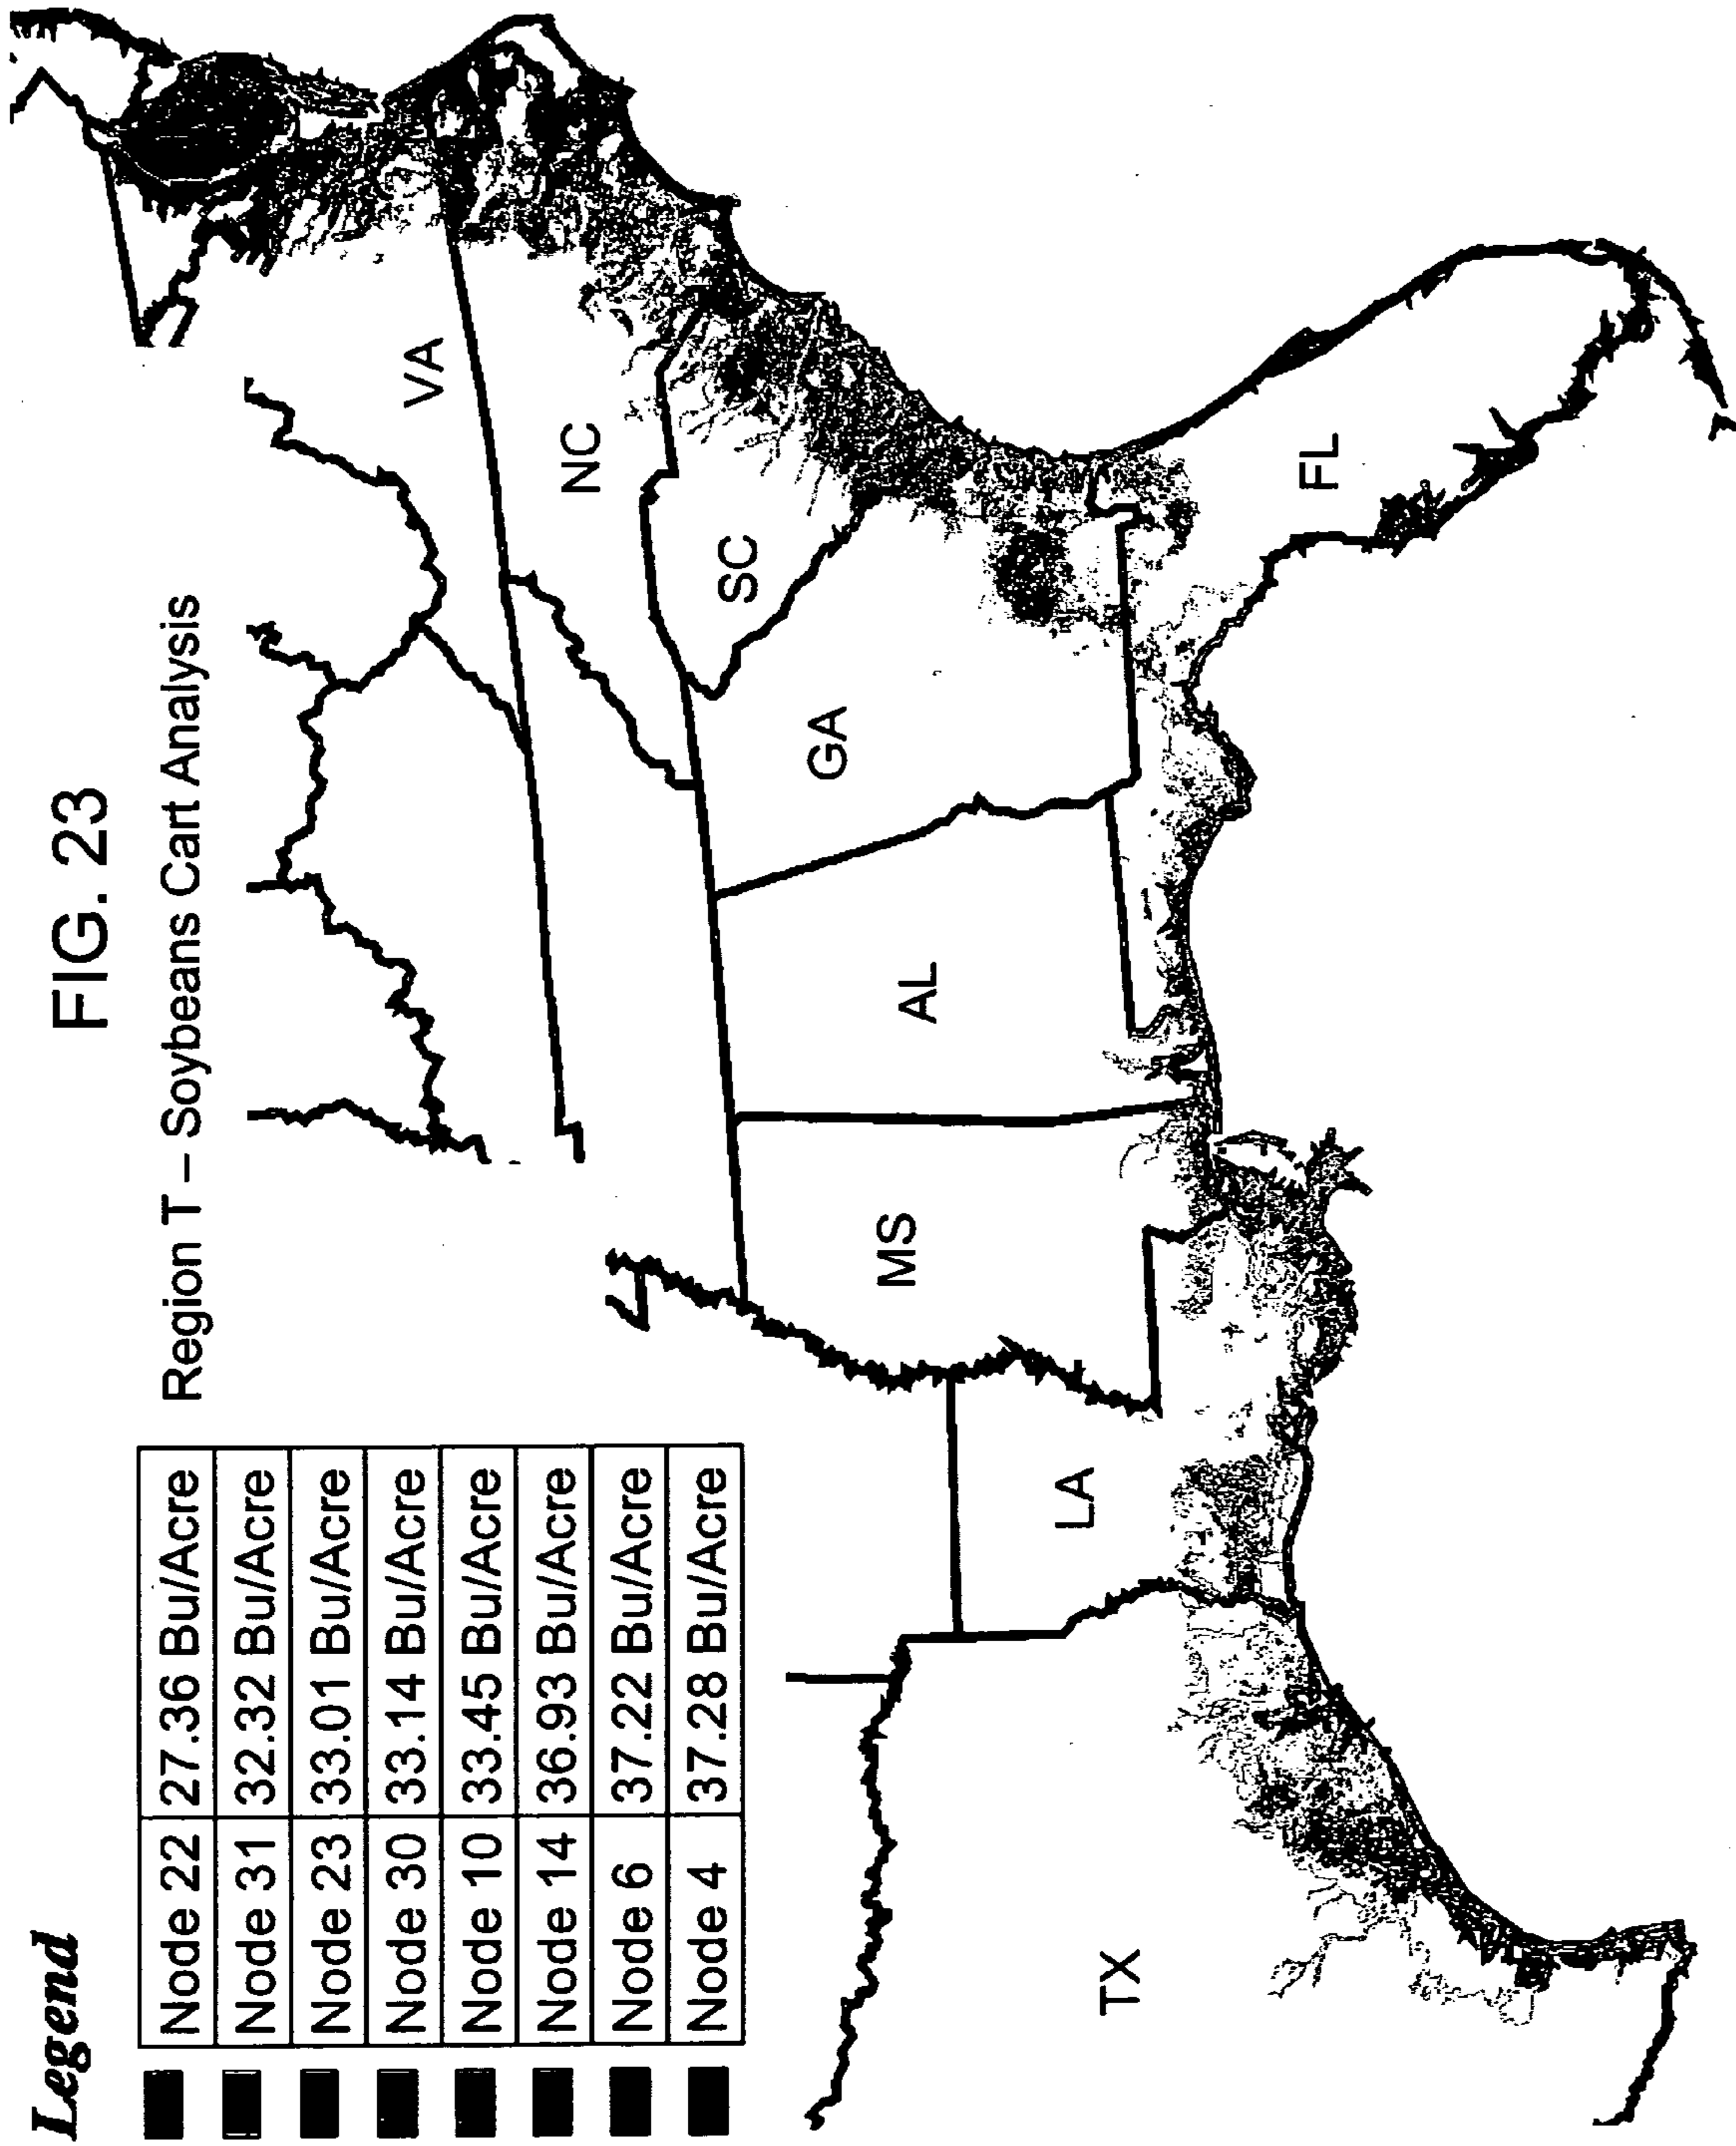 FIG. 23
Region T – Soybeans Cart Analysis
Legend
Node 22 27.36 Bu/Acre
Node 31 32.32 Bu/Acre
Node 23 33.01 Bu/Acre
Node 30 33.14 Bu/Acre
Node 10 33.45 Bu/Acre
Node 14 36.93 Bu/Acre
Node 6 37.22 Bu/Acre
Node 4 37.28 Bu/Acre
VA
NC
SC
GA
AL
MS
LA
TX
FL